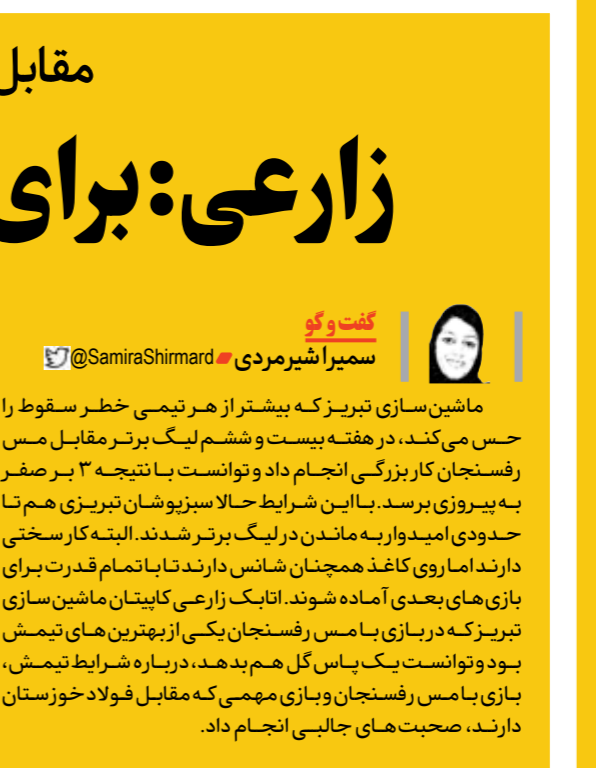 مقابل
زارعی: برای
گفت‌وگو
سمیرا شیرمردی @SamiraShirmard
ماشین‌سازی تبریز که بیشتر از هر تیمی خطر سقوط را
حس می‌کند، در هفته بیست و ششم لیگ برتر مقابل مس
رفسنجان کار بزرگی انجام داد و توانست با نتیجه ۳ بر صفر
به پیروزی برسد. با این شرایط حالا سبزپوشان تبریزی هم تا
حدودی امیدوار به ماندن در لیگ برتر شدند. البته کار سختی
دارند اما روی کاغذ همچنان شانس دارند تا با تمام قدرت برای
بازی‌های بعدی آماده شوند. اتابک زارعی کاپیتان ماشین‌سازی
تبریز که در بازی با مس رفسنجان یکی از بهترین‌های تیمش
بود و توانست یک پاس گل هم بدهد، درباره شرایط تیمش،
بازی با مس رفسنجان و بازی مهمی که مقابل فولاد خوزستان
دارند، صحبت‌های جالبی انجام داد.